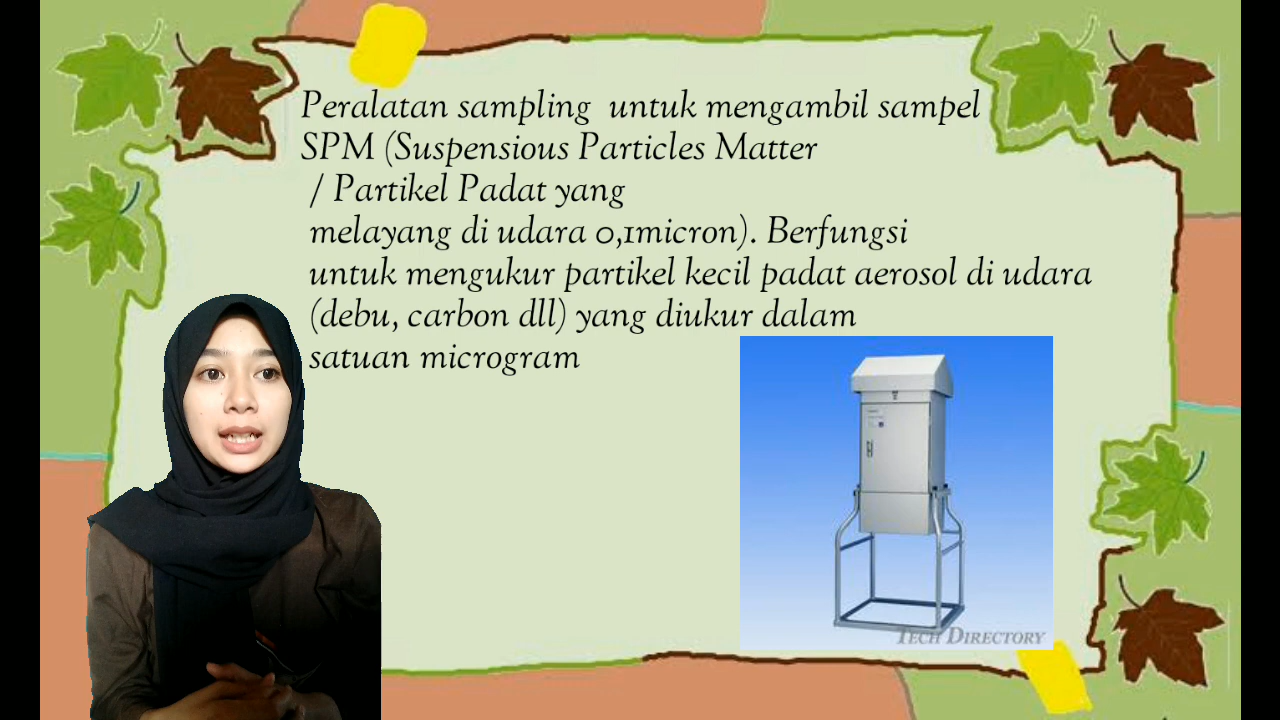 Peralatan sampling untuk mengambil sampel
SPM (Suspensious Particles Matter
/ Partikel Padat yang
melayang di udara 0,1micron). Berfungsi
untuk mengukur partikel kecil padat aerosol di udara
(debu, carbon dll) yang diukur dalam
satuan microgram
TECH DIRECTORY